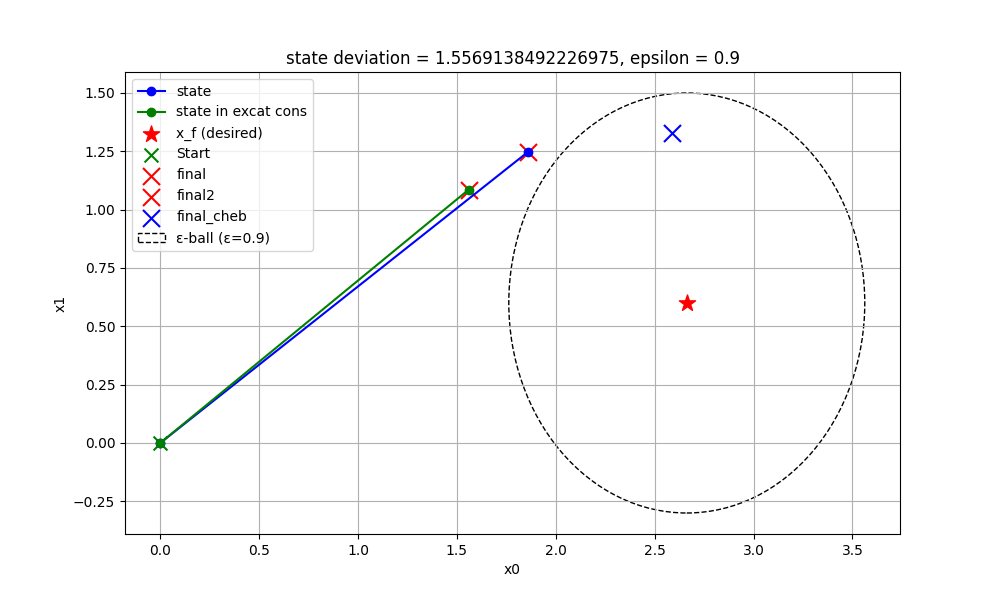 state deviation = 1.5569138492226975, epsilon = 0.9
state
state in excat cons
x_f (desired)
Start
final
final2
final_cheb
ε-ball (ε=0.9)
1.50
1.25
1.00
0.75
0.50
0.25
0.00
−0.25
x1
0.0 0.5 1.0 1.5 2.0 2.5 3.0 3.5
x0